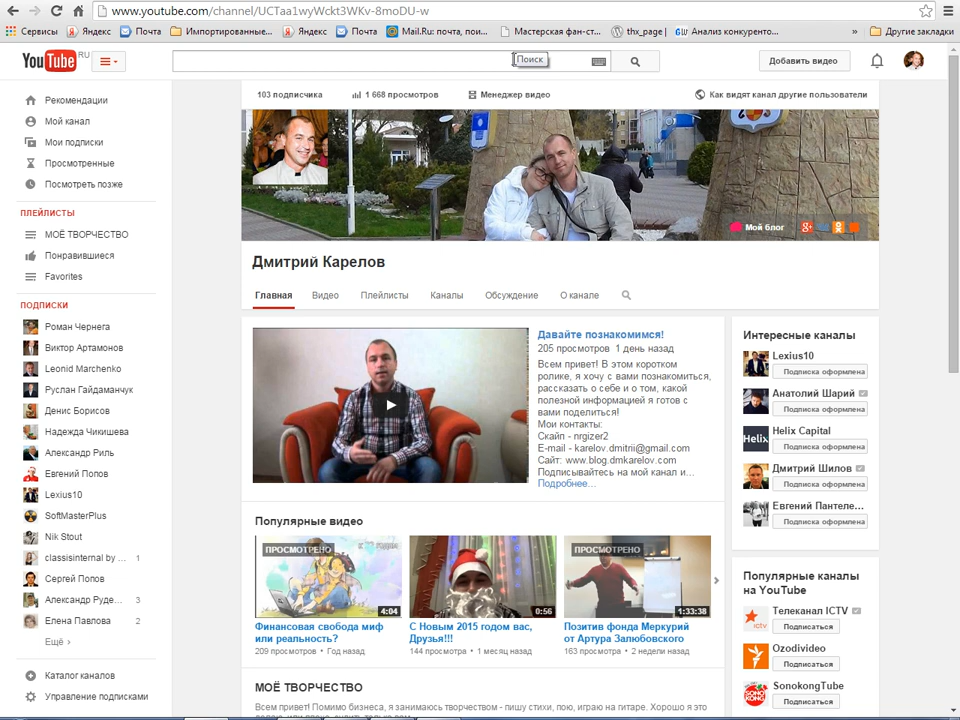 www.youtube.com/channel/UCTaa1wyWckt3WKv-8moDU-w
Сервисы Яндекс Почта Импортированные... Яндекс Почта Mail.Ru: почта, пои... Мастерская фан-ст... thx_page | Анализ конкуренто... » Другие закладки
YouTube RU
Поиск
Добавить видео
Рекомендации
Мой канал
Мои подписки
Просмотренные
Посмотреть позже
ПЛЕЙЛИСТЫ
МОЁ ТВОРЧЕСТВО
Понравившиеся
Favorites
ПОДПИСКИ
Роман Чернега
Виктор Артамонов
Leonid Marchenko
Руслан Гайдаманчук
Денис Борисов
Надежда Чикишева
Александр Риль
Евгений Попов
Lexius10
SoftMasterPlus
Nik Stout
classisinternal by ... 1
Сергей Попов
Александр Руде... 3
Елена Павлова 2
Ещё ›
Каталог каналов
Управление подписками
103 подписчика 1 668 просмотров Менеджер видео Как видят канал другие пользователи
Мой блог
Дмитрий Карелов
Главная Видео Плейлисты Каналы Обсуждение О канале
Давайте познакомимся!
205 просмотров 1 день назад
Всем привет! В этом коротком
ролике, я хочу с вами познакомиться,
рассказать о себе и о том, какой
полезной информацией я готов с
вами поделиться!
Мои контакты:
Скайп - nrgizer2
E-mail - karelov.dmitrii@gmail.com
Сайт: www.blog.dmkarelov.com
Подписывайтесь на мой канал и…
Подробнее...
Популярные видео
ПРОСМОТРЕНО
4:04
Финансовая свобода миф
или реальность?
209 просмотров • Год назад
0:56
С Новым 2015 годом вас,
Друзья!!!
144 просмотра • 1 месяц назад
ПРОСМОТРЕНО
1:33:38
Позитив фонда Меркурий
от Артура Залюбовского
163 просмотра • 2 недели назад
МОЁ ТВОРЧЕСТВО
Всем привет! Помимо бизнеса, я занимаюсь творчеством - пишу стихи, пою, играю на гитаре. Хорошо я это
Интересные каналы
Lexius10
Подписка оформлена
Анатолий Шарий
Подписка оформлена
Helix
Helix Capital
Подписка оформлена
Дмитрий Шилов
Подписка оформлена
Евгений Пантеле...
Подписка оформлена
Популярные каналы
на YouTube
ictv
Телеканал ICTV
Подписаться
Ozodivideo
Подписаться
SONO KONG
SonokongTube
Подписаться